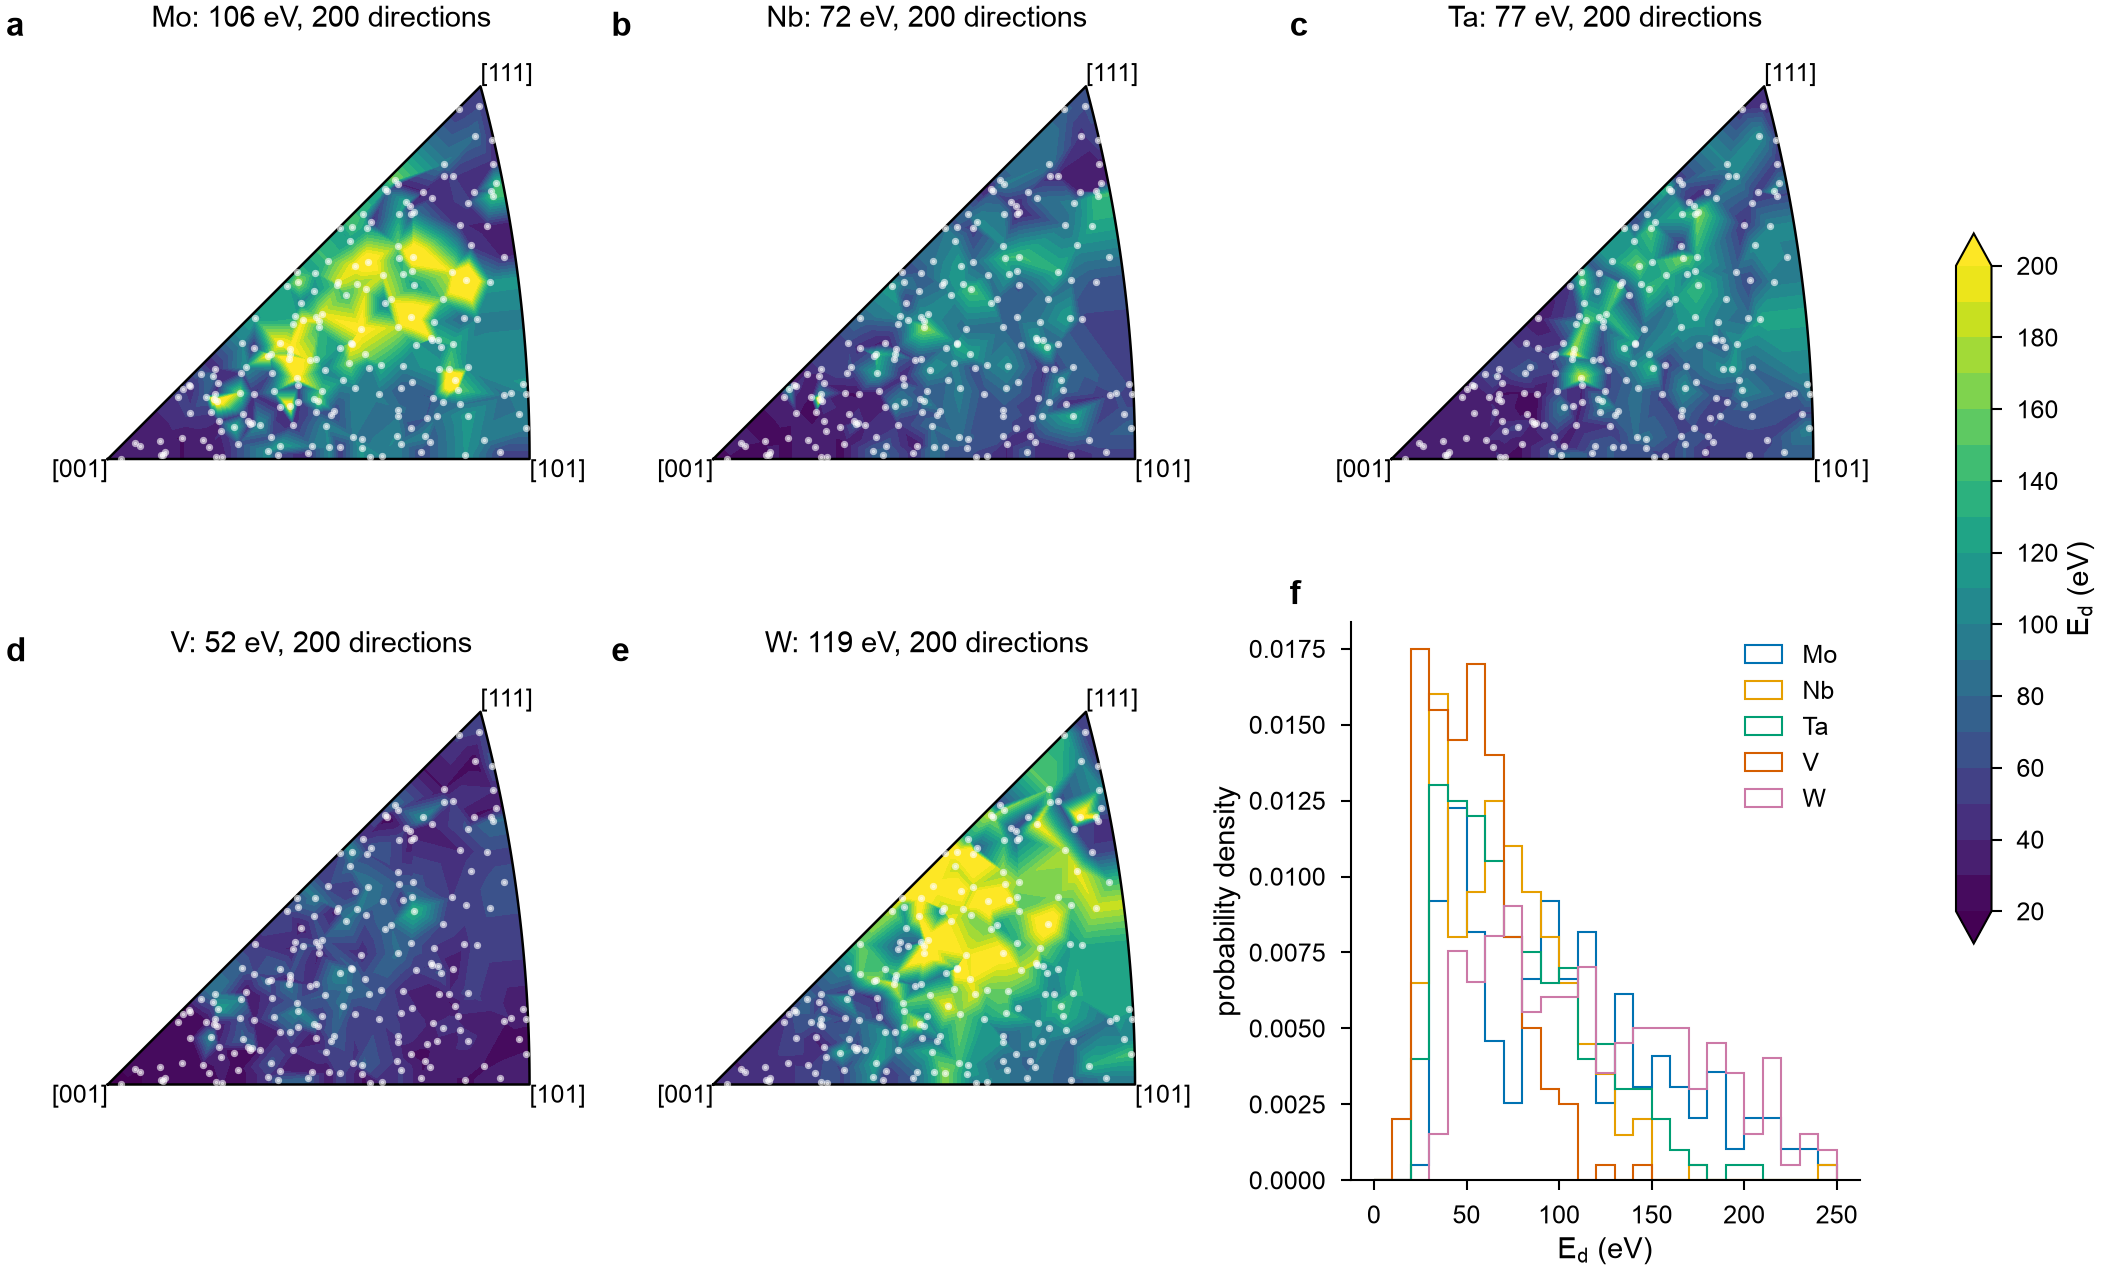 a
Mo: 106 eV, 200 directions
[111]
[001]
[101]
b
Nb: 72 eV, 200 directions
[111]
[001]
[101]
c
Ta: 77 eV, 200 directions
[111]
[001]
[101]
200
180
160
140
120
100
80
60
40
20
E_d (eV)
d
V: 52 eV, 200 directions
[111]
[001]
[101]
e
W: 119 eV, 200 directions
[111]
[001]
[101]
f
0.0175
0.0150
0.0125
0.0100
0.0075
0.0050
0.0025
0.0000
probability density
Mo
Nb
Ta
V
W
0 50 100 150 200 250
E_d (eV)